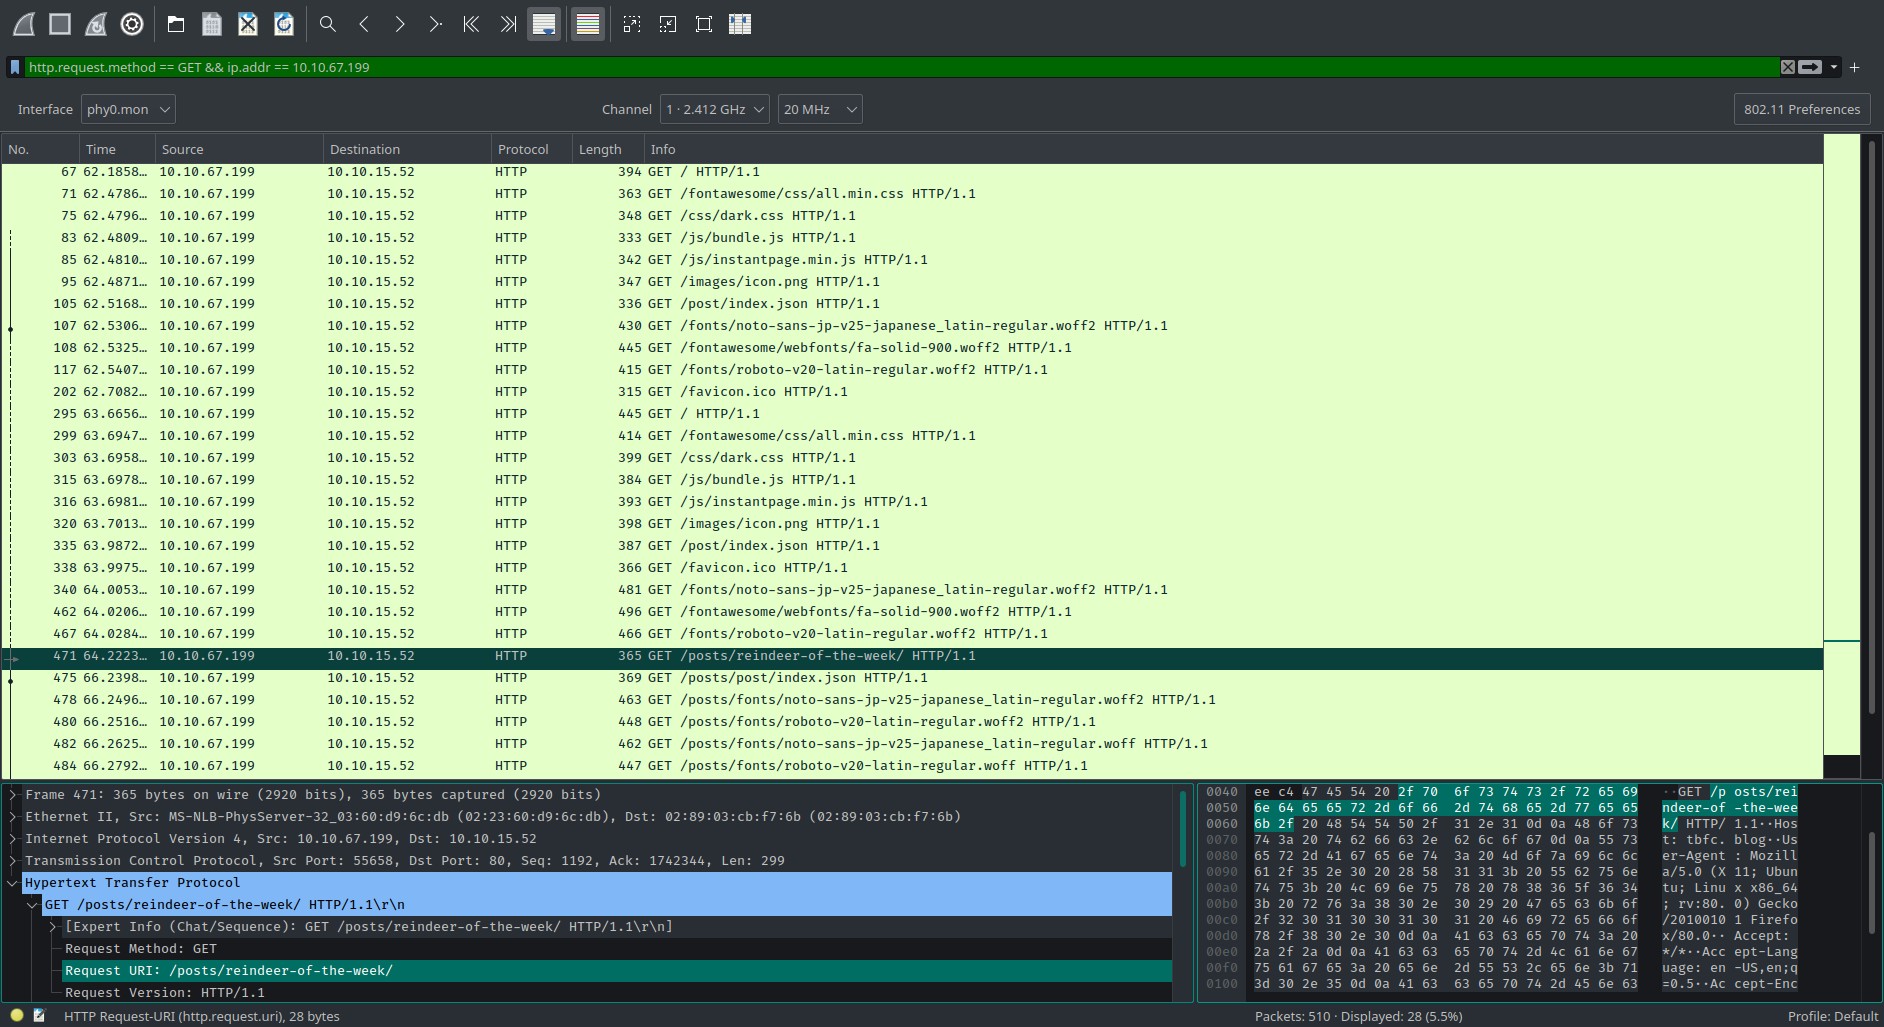 http.request.method == GET && ip.addr == 10.10.67.199
Interface phy0.mon Channel 1 · 2.412 GHz 20 MHz 802.11 Preferences
No. Time Source Destination Protocol Length Info
67 62.1858… 10.10.67.199 10.10.15.52 HTTP 394 GET / HTTP/1.1
71 62.4786… 10.10.67.199 10.10.15.52 HTTP 363 GET /fontawesome/css/all.min.css HTTP/1.1
75 62.4796… 10.10.67.199 10.10.15.52 HTTP 348 GET /css/dark.css HTTP/1.1
83 62.4809… 10.10.67.199 10.10.15.52 HTTP 333 GET /js/bundle.js HTTP/1.1
85 62.4810… 10.10.67.199 10.10.15.52 HTTP 342 GET /js/instantpage.min.js HTTP/1.1
95 62.4871… 10.10.67.199 10.10.15.52 HTTP 347 GET /images/icon.png HTTP/1.1
105 62.5168… 10.10.67.199 10.10.15.52 HTTP 336 GET /post/index.json HTTP/1.1
107 62.5306… 10.10.67.199 10.10.15.52 HTTP 430 GET /fonts/noto-sans-jp-v25-japanese_latin-regular.woff2 HTTP/1.1
108 62.5325… 10.10.67.199 10.10.15.52 HTTP 445 GET /fontawesome/webfonts/fa-solid-900.woff2 HTTP/1.1
117 62.5407… 10.10.67.199 10.10.15.52 HTTP 415 GET /fonts/roboto-v20-latin-regular.woff2 HTTP/1.1
202 62.7082… 10.10.67.199 10.10.15.52 HTTP 315 GET /favicon.ico HTTP/1.1
295 63.6656… 10.10.67.199 10.10.15.52 HTTP 445 GET / HTTP/1.1
299 63.6947… 10.10.67.199 10.10.15.52 HTTP 414 GET /fontawesome/css/all.min.css HTTP/1.1
303 63.6958… 10.10.67.199 10.10.15.52 HTTP 399 GET /css/dark.css HTTP/1.1
315 63.6978… 10.10.67.199 10.10.15.52 HTTP 384 GET /js/bundle.js HTTP/1.1
316 63.6981… 10.10.67.199 10.10.15.52 HTTP 393 GET /js/instantpage.min.js HTTP/1.1
320 63.7013… 10.10.67.199 10.10.15.52 HTTP 398 GET /images/icon.png HTTP/1.1
335 63.9872… 10.10.67.199 10.10.15.52 HTTP 387 GET /post/index.json HTTP/1.1
338 63.9975… 10.10.67.199 10.10.15.52 HTTP 366 GET /favicon.ico HTTP/1.1
340 64.0053… 10.10.67.199 10.10.15.52 HTTP 481 GET /fonts/noto-sans-jp-v25-japanese_latin-regular.woff2 HTTP/1.1
462 64.0206… 10.10.67.199 10.10.15.52 HTTP 496 GET /fontawesome/webfonts/fa-solid-900.woff2 HTTP/1.1
467 64.0284… 10.10.67.199 10.10.15.52 HTTP 466 GET /fonts/roboto-v20-latin-regular.woff2 HTTP/1.1
471 64.2223… 10.10.67.199 10.10.15.52 HTTP 365 GET /posts/reindeer-of-the-week/ HTTP/1.1
475 66.2398… 10.10.67.199 10.10.15.52 HTTP 369 GET /posts/post/index.json HTTP/1.1
478 66.2496… 10.10.67.199 10.10.15.52 HTTP 463 GET /posts/fonts/noto-sans-jp-v25-japanese_latin-regular.woff2 HTTP/1.1
480 66.2516… 10.10.67.199 10.10.15.52 HTTP 448 GET /posts/fonts/roboto-v20-latin-regular.woff2 HTTP/1.1
482 66.2625… 10.10.67.199 10.10.15.52 HTTP 462 GET /posts/fonts/noto-sans-jp-v25-japanese_latin-regular.woff HTTP/1.1
484 66.2792… 10.10.67.199 10.10.15.52 HTTP 447 GET /posts/fonts/roboto-v20-latin-regular.woff HTTP/1.1
Frame 471: 365 bytes on wire (2920 bits), 365 bytes captured (2920 bits)
Ethernet II, Src: MS-NLB-PhysServer-32_03:60:d9:6c:db (02:23:60:d9:6c:db), Dst: 02:89:03:cb:f7:6b (02:89:03:cb:f7:6b)
Internet Protocol Version 4, Src: 10.10.67.199, Dst: 10.10.15.52
Transmission Control Protocol, Src Port: 55658, Dst Port: 80, Seq: 1192, Ack: 1742344, Len: 299
Hypertext Transfer Protocol
GET /posts/reindeer-of-the-week/ HTTP/1.1\r\n
[Expert Info (Chat/Sequence): GET /posts/reindeer-of-the-week/ HTTP/1.1\r\n]
Request Method: GET
Request URI: /posts/reindeer-of-the-week/
Request Version: HTTP/1.1
0040 ee c4 47 45 54 20 2f 70 6f 73 74 73 2f 72 65 69 ··GET /p osts/rei
0050 6e 64 65 65 72 2d 6f 66 2d 74 68 65 2d 77 65 65 ndeer-of -the-wee
0060 6b 2f 20 48 54 54 50 2f 31 2e 31 0d 0a 48 6f 73 k/ HTTP/ 1.1··Hos
0070 74 3a 20 74 62 66 63 2e 62 6c 6f 67 0d 0a 55 73 t: tbfc. blog··Us
0080 65 72 2d 41 67 65 6e 74 3a 20 4d 6f 7a 69 6c 6c er-Agent : Mozill
0090 61 2f 35 2e 30 20 28 58 31 31 3b 20 55 62 75 6e a/5.0 (X 11; Ubun
00a0 74 75 3b 20 4c 69 6e 75 78 20 78 38 36 5f 36 34 tu; Linu x x86_64
00b0 3b 20 72 76 3a 38 30 2e 30 29 20 47 65 63 6b 6f ; rv:80. 0) Gecko
00c0 2f 32 30 31 30 30 31 30 31 20 46 69 72 65 66 6f /2010010 1 Firefo
00d0 78 2f 38 30 2e 30 0d 0a 41 63 63 65 70 74 3a 20 x/80.0·· Accept:
00e0 2a 2f 2a 0d 0a 41 63 63 65 70 74 2d 4c 61 6e 67 */*··Acc ept-Lang
00f0 75 61 67 65 3a 20 65 6e 2d 55 53 2c 65 6e 3b 71 uage: en -US,en;q
0100 3d 30 2e 35 0d 0a 41 63 63 65 70 74 2d 45 6e 63 =0.5··Ac cept-Enc
HTTP Request-URI (http.request.uri), 28 bytes Packets: 510 · Displayed: 28 (5.5%) Profile: Default